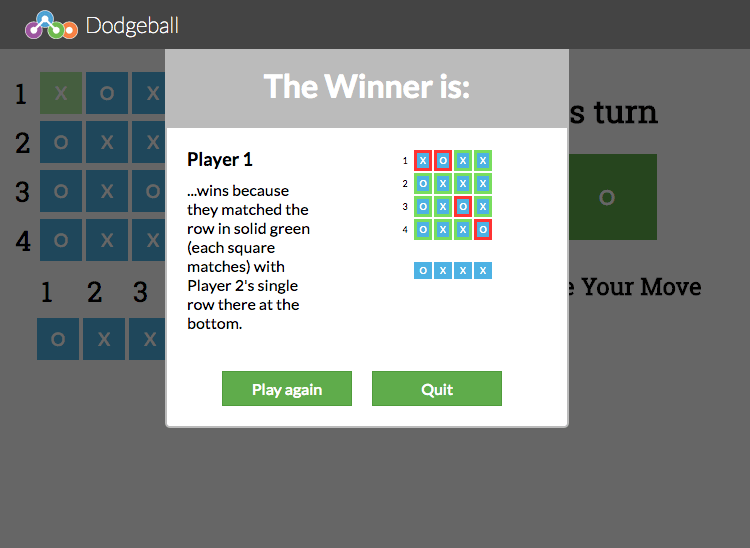 Dodgeball
The Winner is:
1 X O X
2 O X X
3 O X O
4 O X X
1 2 3
O X X
s turn
O
e Your Move
Player 1
...wins because
they matched the
row in solid green
(each square
matches) with
Player 2's single
row there at the
bottom.
1 X O X X
2 O X X X
3 O X O X
4 O X X O
O X X X
Play again
Quit